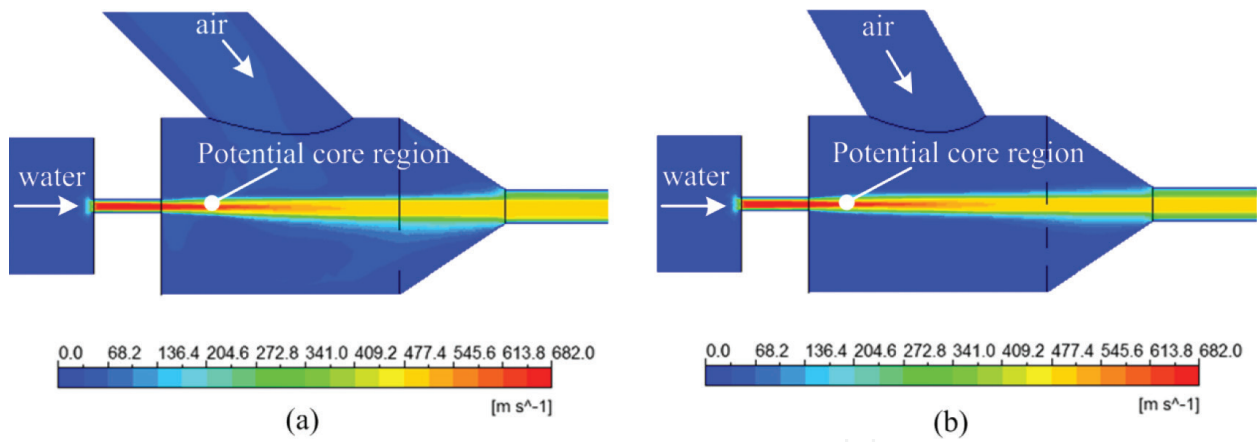 air
Potential core region
water
0.0 68.2 136.4 204.6 272.8 341.0 409.2 477.4 545.6 613.8 682.0
[m s^-1]
(a)
air
Potential core region
water
0.0 68.2 136.4 204.6 272.8 341.0 409.2 477.4 545.6 613.8 682.0
[m s^-1]
(b)